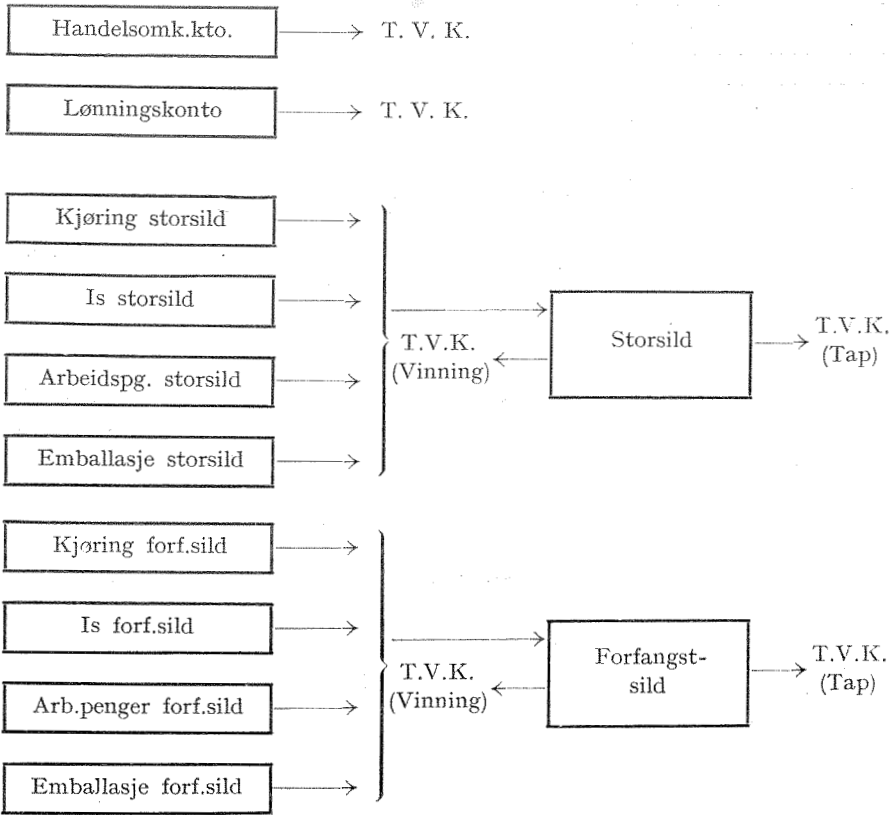 Handelsomk.kto. T. V. K.
Lønningskonto T. V. K.
Kjøring storsild
Is storsild
Arbeidspg. storsild
Emballasje storsild
T.V.K.
(Vinning)
Storsild
T.V.K.
(Tap)
Kjøring forf.sild
Is forf.sild
Arb.penger forf.sild
Emballasje forf.sild
T.V.K.
(Vinning)
Forfangst-
sild
T.V.K.
(Tap)